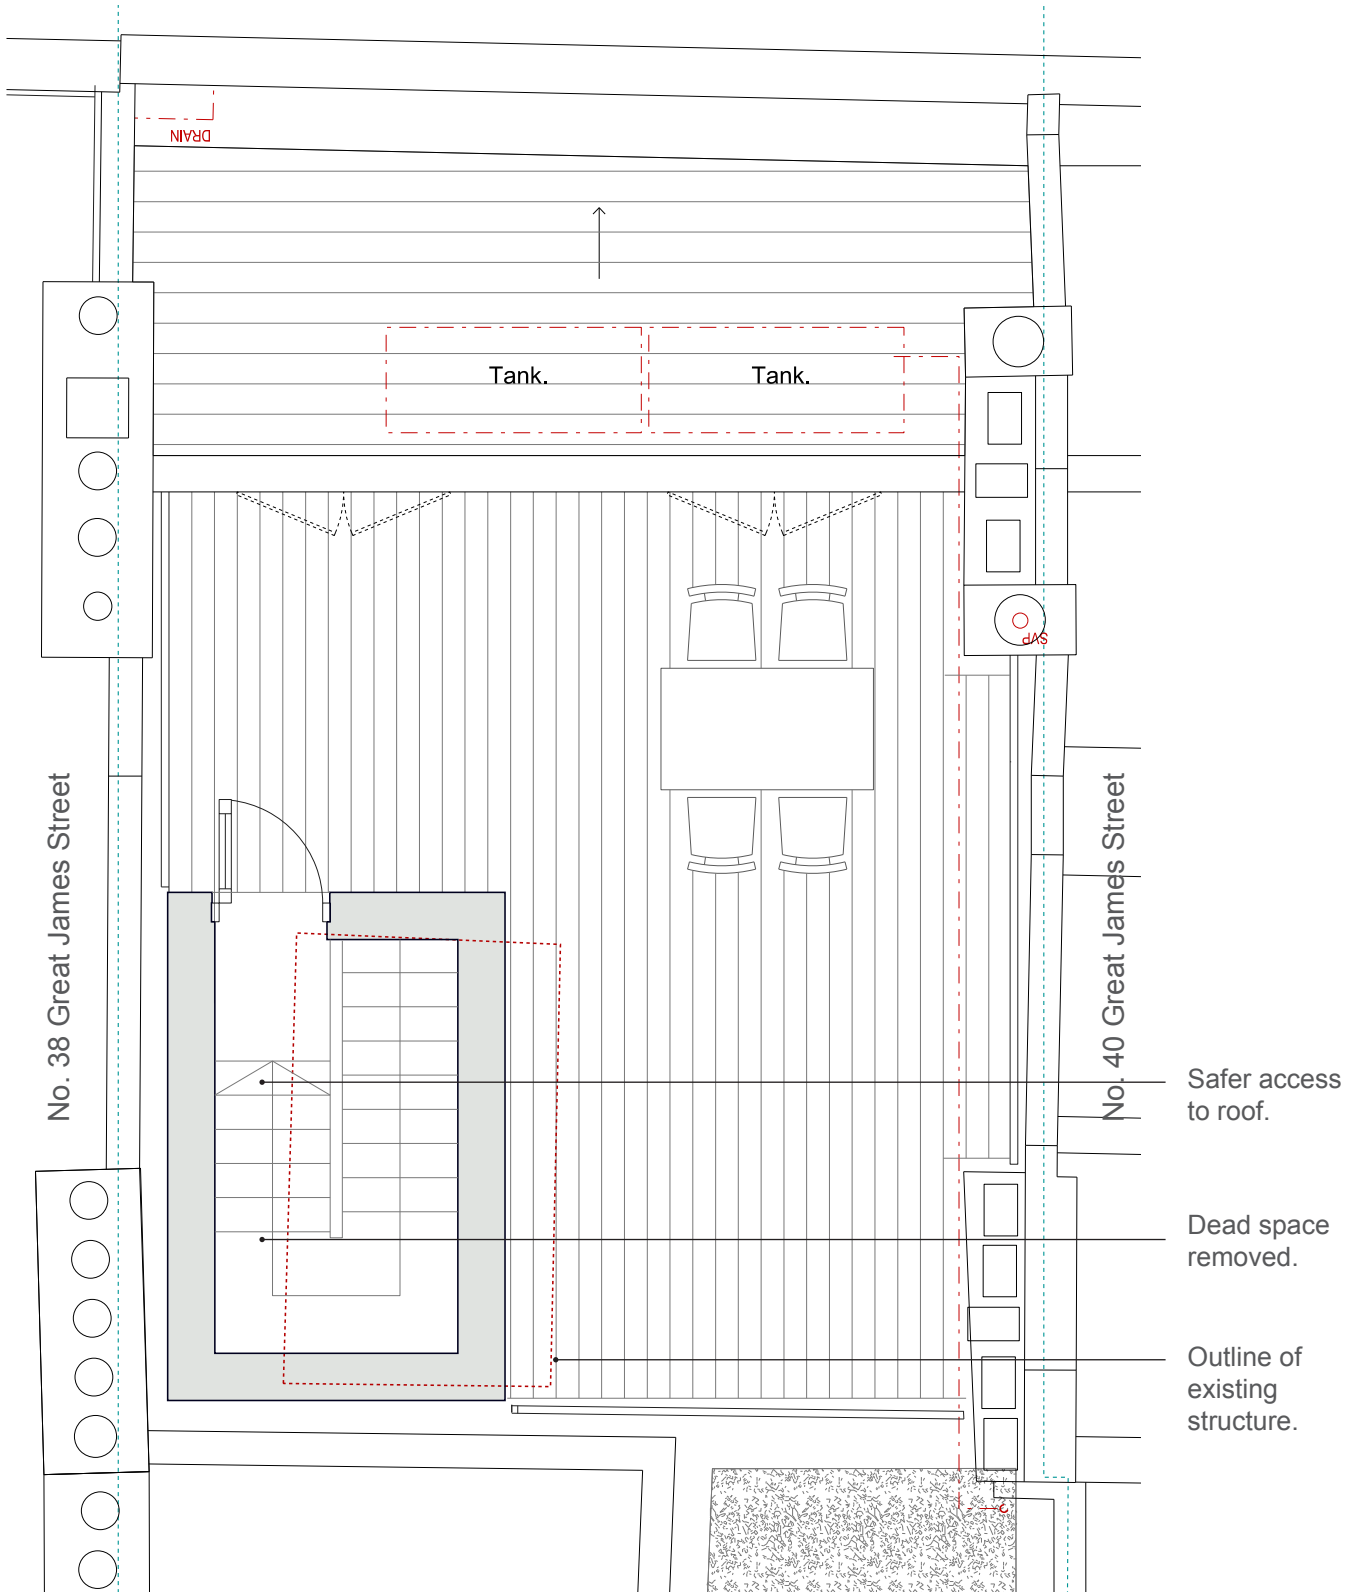 DRAIN
Tank.
Tank.
SVP
No. 38 Great James Street
No. 40 Great James Street
Safer access
to roof.
Dead space
removed.
Outline of
existing
structure.